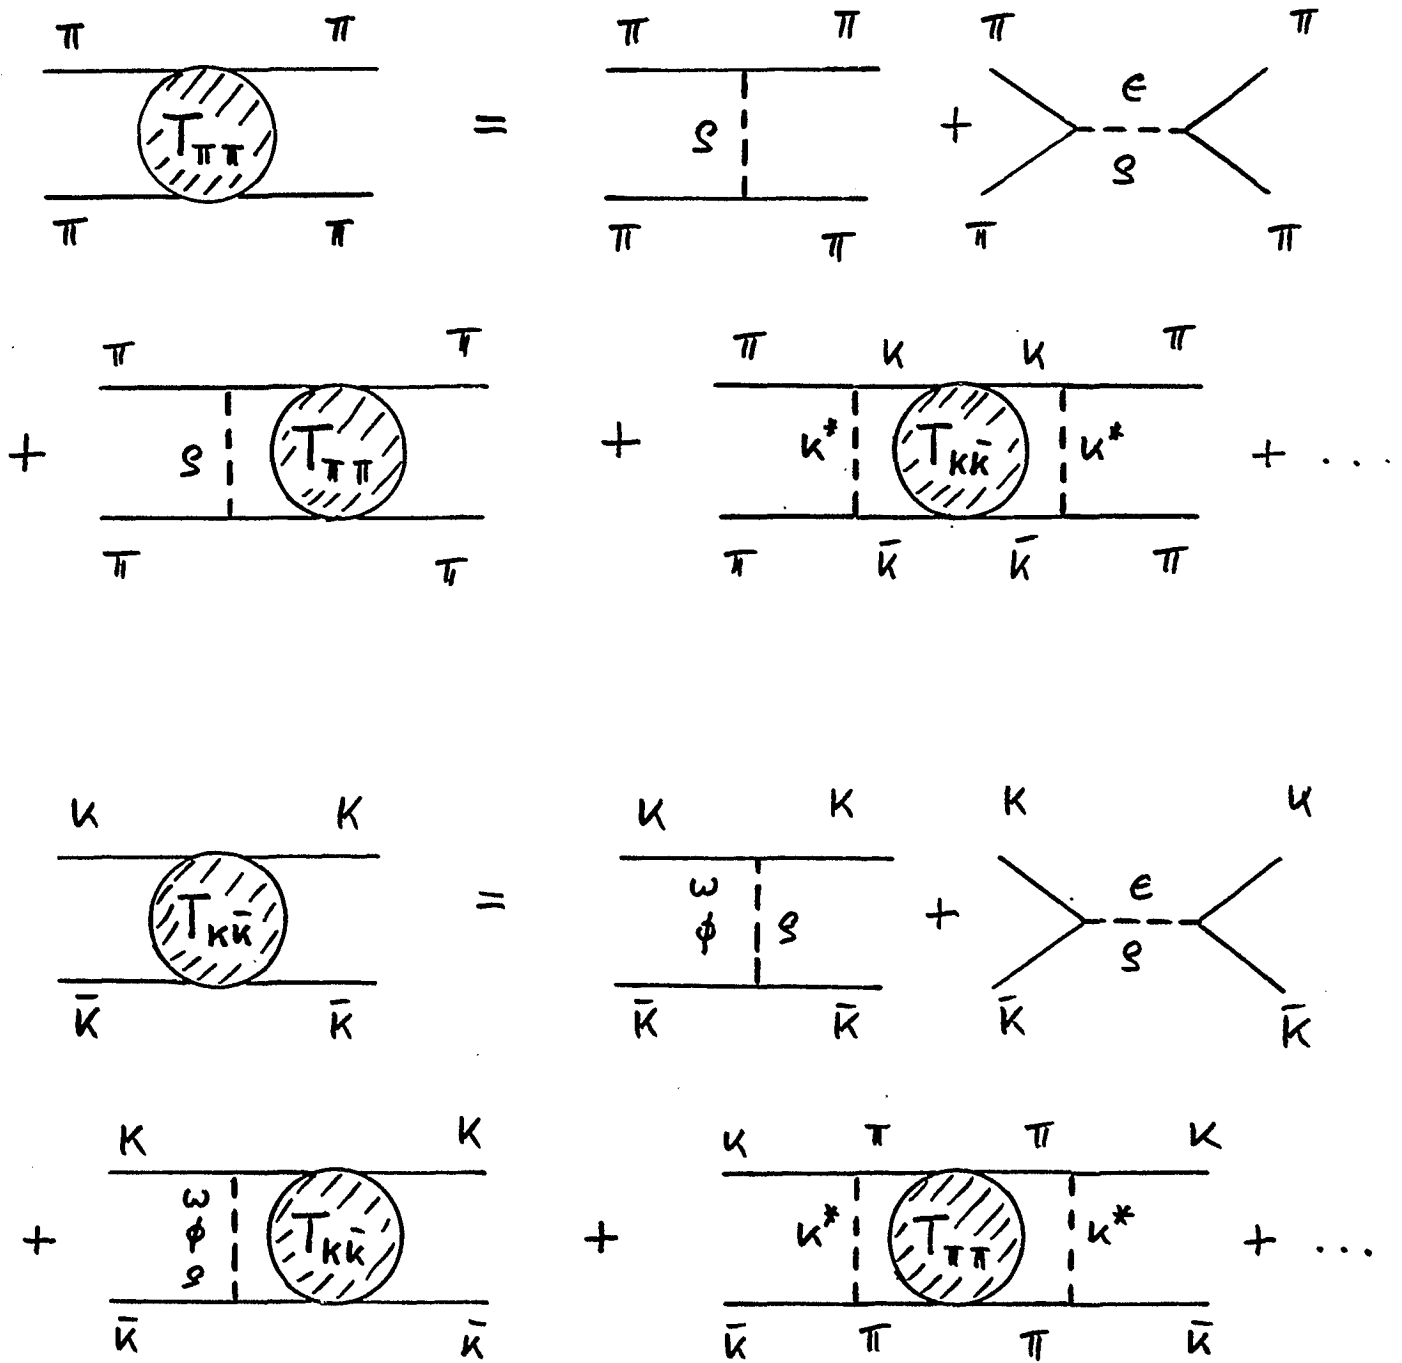 π π π π π π
T_ππ = ρ + ϵ ρ
π π π π π π
π π π K K π
+ ρ T_ππ + K* T_KK̄ K* + ...
π π π K̄ K̄ π
K K K K K K
T_KK̄ = ω ϕ ρ + ϵ ρ
K̄ K̄ K̄ K̄ K̄ K̄
K K K π π K
+ ω ϕ ρ T_KK̄ + K* T_ππ K* + ...
K̄ K̄ K̄ π π K̄